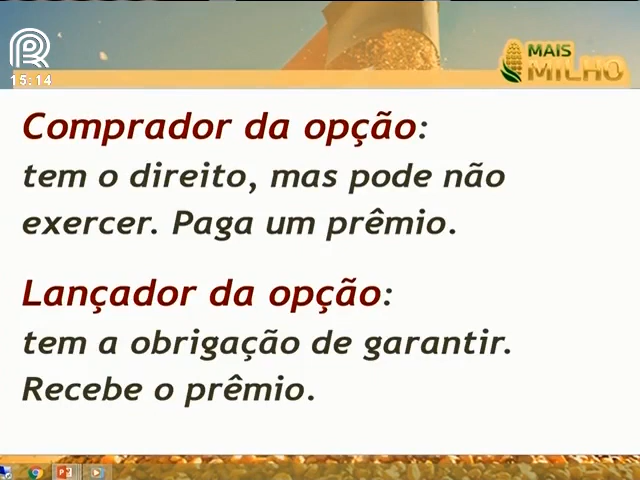 15:14
MAIS
MILHO
Comprador da opção:
tem o direito, mas pode não
exercer. Paga um prêmio.
Lançador da opção:
tem a obrigação de garantir.
Recebe o prêmio.